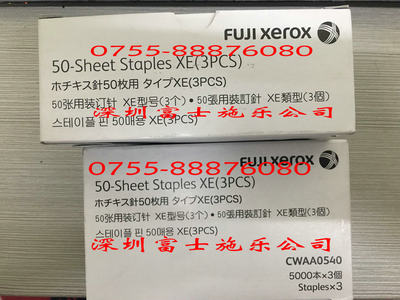 FUJI xerox
0755-88876080
50-Sheet Staples XE(3PCS)
ホチキス針50枚用 タイプXE(3PCS)
50张用装订针 XE型号(3个)・50張用裝訂針 XE類型(3個)
스테이플 핀 50매용 XE(3PCS)
深圳富士施乐公司
FUJI xerox
0755-88876080
50-Sheet Staples XE(3PCS)
ホチキス針50枚用 タイプXE(3PCS)
50张用装订针 XE型号(3个)・50張用裝訂針 XE類型(3個)
스테이플 핀 50매용 XE(3PCS)
深圳富士施乐公司
CWAA0540
5000本×3個
Staples×3